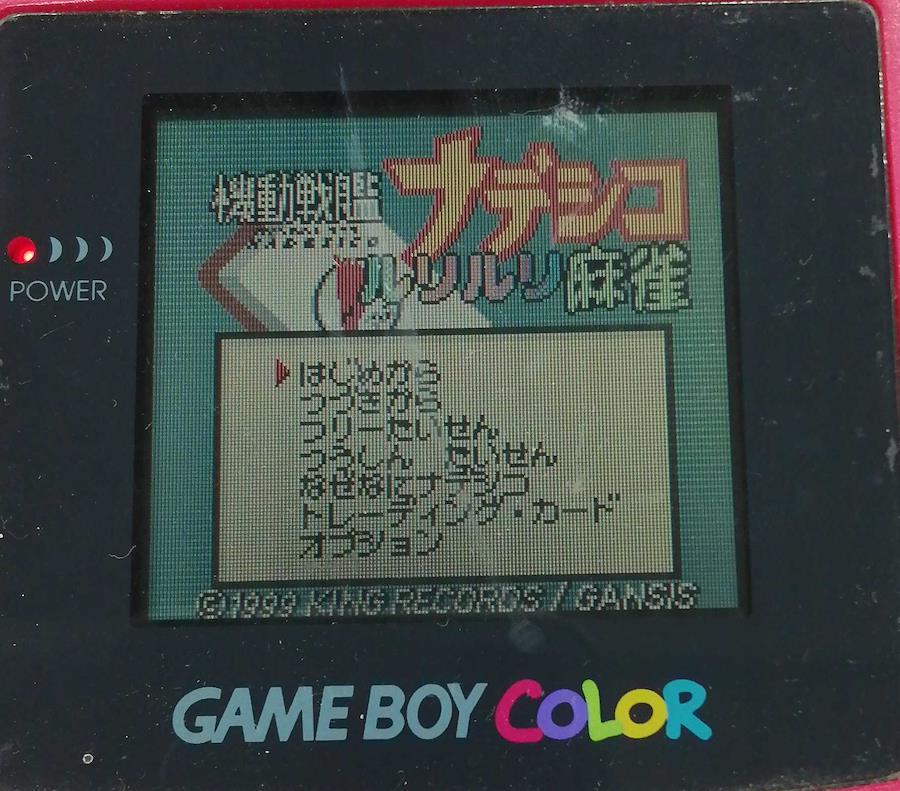 機動戦艦
ナデシコ
ルリルリ麻雀
POWER
はじめから
つづきから
フリーたいせん
つうしん たいせん
なぜなにナデシコ
トレーディング・カード
オプション
©1999 KING RECORDS / GANSIS
GAME BOY COLOR